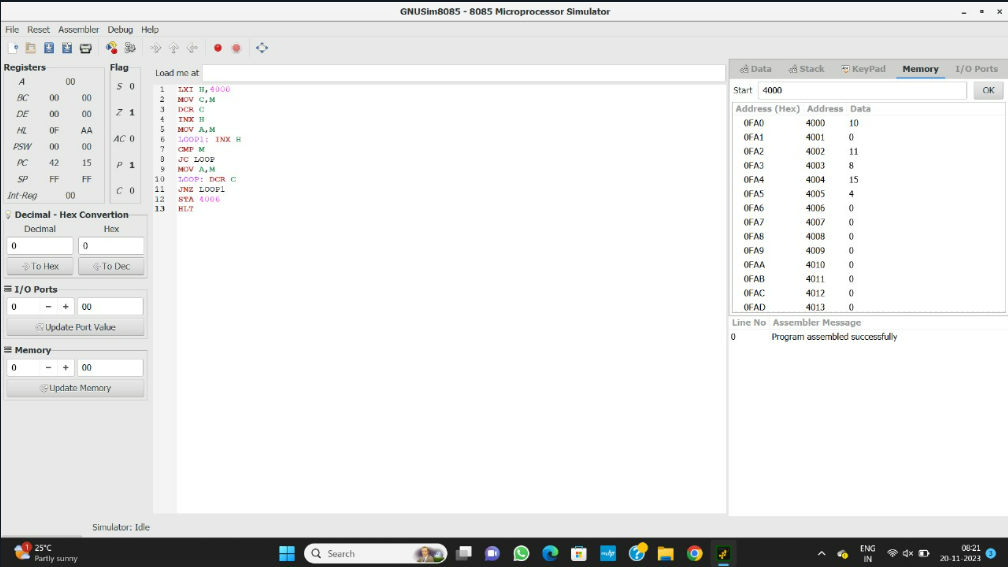 GNUSim8085 - 8085 Microprocessor Simulator
File Reset Assembler Debug Help
Registers
A 00
BC 00 00
DE 00 00
HL 0F AA
PSW 00 00
PC 42 15
SP FF FF
Int-Reg 00
Flag
S 0
Z 1
AC 0
P 1
C 0
Decimal - Hex Convertion
Decimal Hex
0 0
To Hex To Dec
I/O Ports
0 - + 00
Update Port Value
Memory
0 - + 00
Update Memory
Load me at
1 LXI H,4000
2 MOV C,M
3 DCR C
4 INX H
5 MOV A,M
6 LOOP1: INX H
7 CMP M
8 JC LOOP
9 MOV A,M
10 LOOP: DCR C
11 JNZ LOOP1
12 STA 4006
13 HLT
Data Stack KeyPad Memory I/O Ports
Start 4000 OK
Address (Hex) Address Data
0FA0 4000 10
0FA1 4001 0
0FA2 4002 11
0FA3 4003 8
0FA4 4004 15
0FA5 4005 4
0FA6 4006 0
0FA7 4007 0
0FA8 4008 0
0FA9 4009 0
0FAA 4010 0
0FAB 4011 0
0FAC 4012 0
0FAD 4013 0
Line No Assembler Message
0 Program assembled successfully
Simulator: Idle
1
25°C
Partly sunny
Search
ENG
IN
08:21
20-11-2023
3